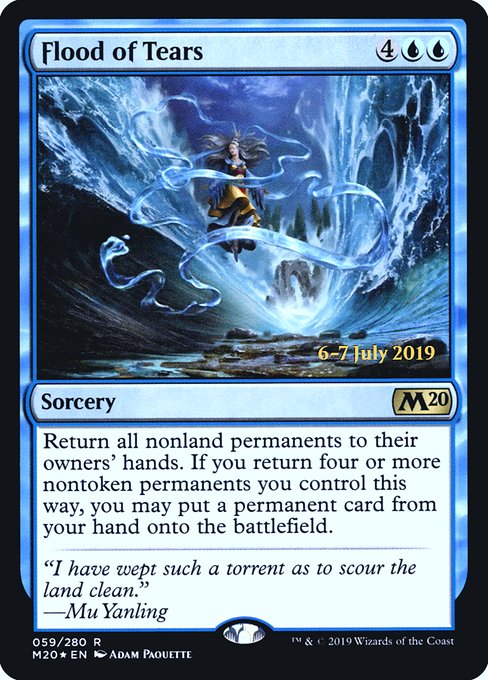 Flood of Tears 4
6–7 July 2019
Sorcery M20
Return all nonland permanents to their
owners' hands. If you return four or more
nontoken permanents you control this
way, you may put a permanent card from
your hand onto the battlefield.
“I have wept such a torrent as to scour the
land clean.”
—Mu Yanling
059/280 R ™ & © 2019 Wizards of the Coast
M20★EN Adam Paquette